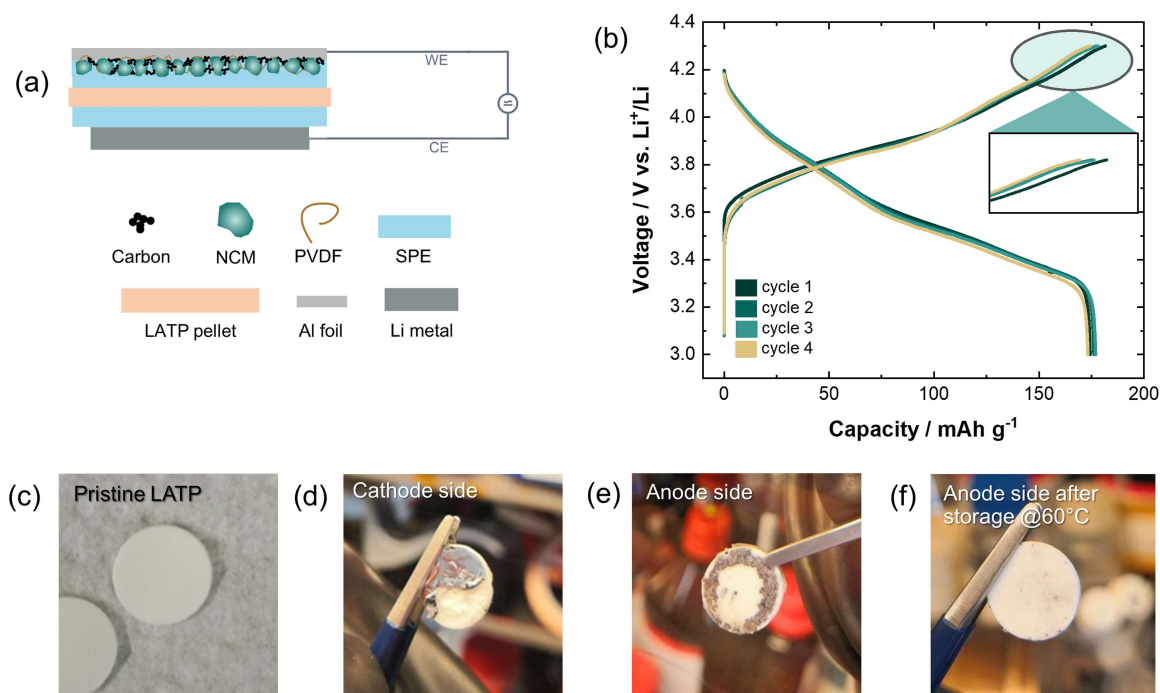 (a)
WE
CE
Carbon
NCM
PVDF
SPE
LATP pellet
Al foil
Li metal
(b)
Voltage / V vs. Li⁺/Li
4.4
4.2
4.0
3.8
3.6
3.4
3.2
3.0
cycle 1
cycle 2
cycle 3
cycle 4
0
50
100
150
200
Capacity / mAh g⁻¹
(c)
Pristine LATP
(d)
Cathode side
(e)
Anode side
(f)
Anode side after
storage @60°C